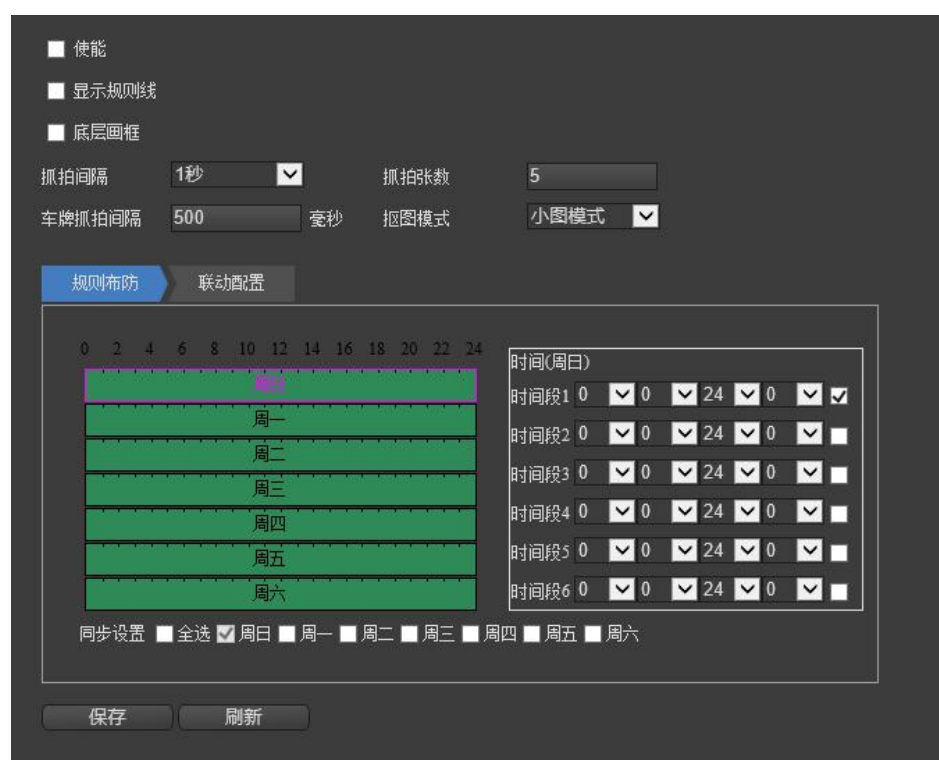 使能
显示规则线
底层画框
抓拍间隔 1秒 抓拍张数 5
车牌抓拍间隔 500 毫秒 抠图模式 小图模式
规则布防 联动配置
0 2 4 6 8 10 12 14 16 18 20 22 24
周日
周一
周二
周三
周四
周五
周六
时间(周日)
时间段1 0 0 24 0
时间段2 0 0 24 0
时间段3 0 0 24 0
时间段4 0 0 24 0
时间段5 0 0 24 0
时间段6 0 0 24 0
同步设置 全选 周日 周一 周二 周三 周四 周五 周六
保存 刷新